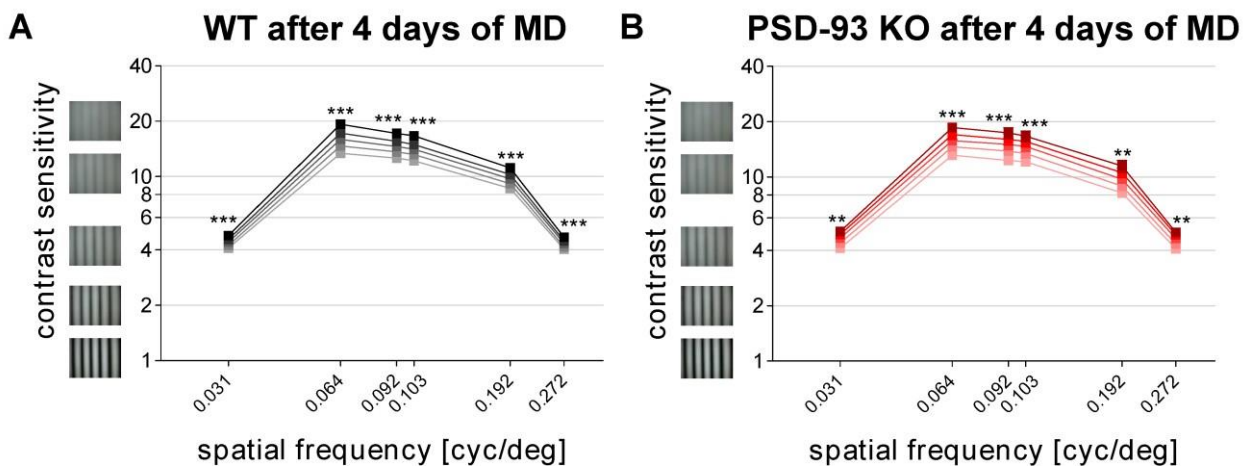 A WT after 4 days of MD
contrast sensitivity
40
20
10
8
6
4
2
1
*** *** *** *** *** ***
0.031 0.064 0.092 0.103 0.192 0.272
spatial frequency [cyc/deg]
B PSD-93 KO after 4 days of MD
contrast sensitivity
40
20
10
8
6
4
2
1
** *** *** *** ** **
0.031 0.064 0.092 0.103 0.192 0.272
spatial frequency [cyc/deg]